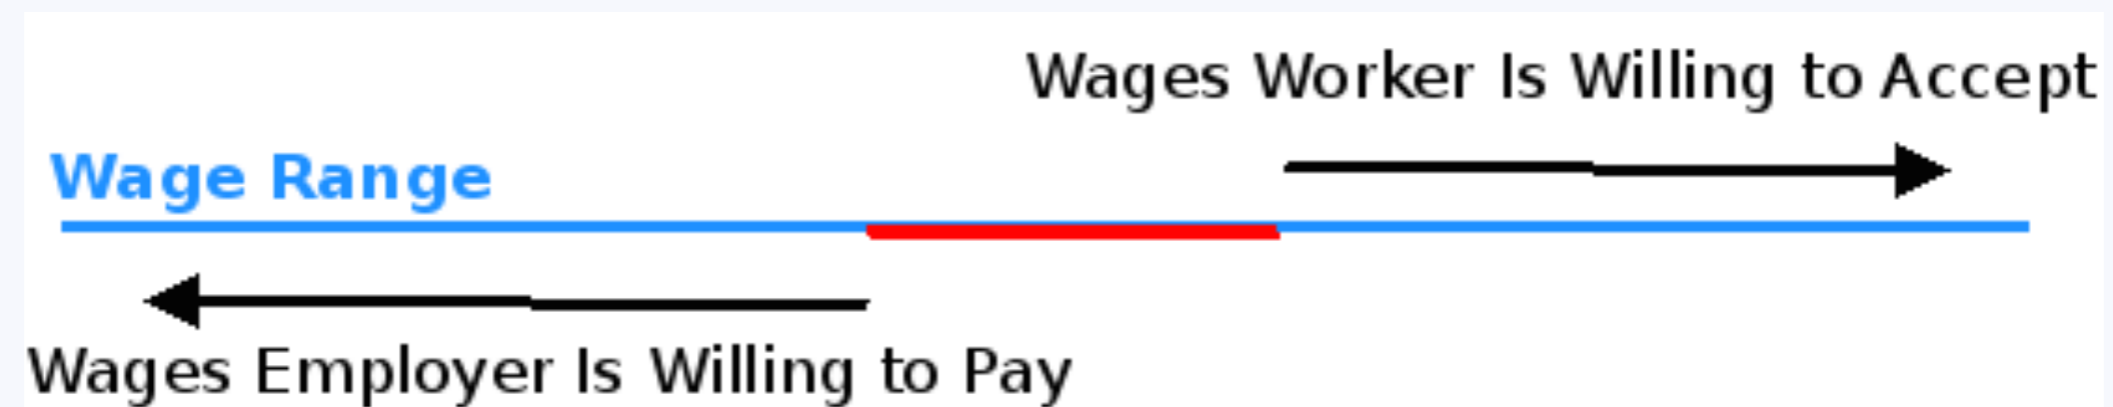 Wages Worker Is Willing to Accept
Wage Range
Wages Employer Is Willing to Pay